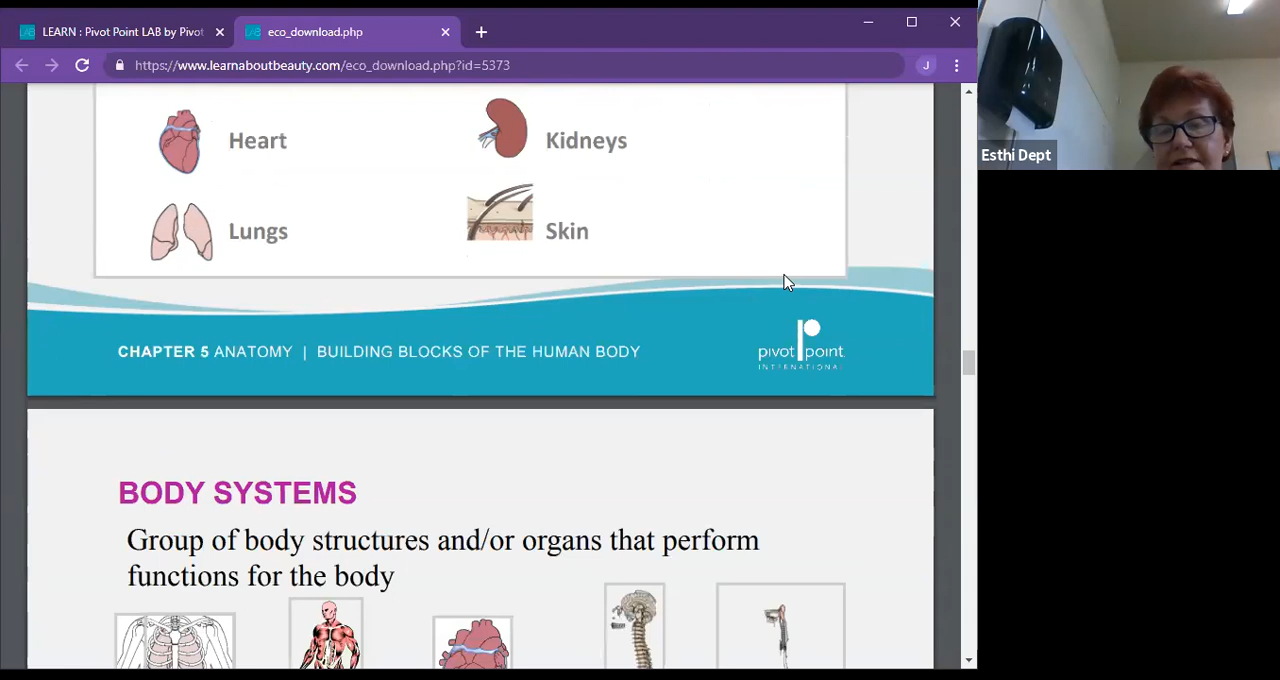 LEARN : Pivot Point LAB by Pivot
eco_download.php
https://www.learnaboutbeauty.com/eco_download.php?id=5373
J
Esthi Dept
Heart
Kidneys
Lungs
Skin
CHAPTER 5 ANATOMY | BUILDING BLOCKS OF THE HUMAN BODY
pivot point
INTERNATIONAL
BODY SYSTEMS
Group of body structures and/or organs that perform
functions for the body